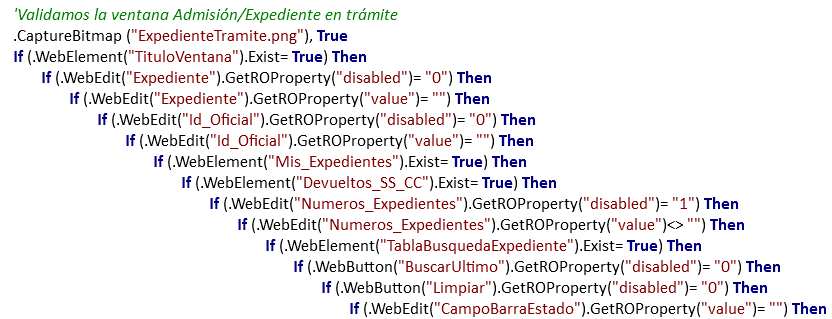 'Validamos la ventana Admisión/Expediente en trámite
.CaptureBitmap ("ExpedienteTramite.png"), True
If (.WebElement("TituloVentana").Exist= True) Then
If (.WebEdit("Expediente").GetROProperty("disabled")= "0") Then
If (.WebEdit("Expediente").GetROProperty("value")= "") Then
If (.WebEdit("Id_Oficial").GetROProperty("disabled")= "0") Then
If (.WebEdit("Id_Oficial").GetROProperty("value")= "") Then
If (.WebElement("Mis_Expedientes").Exist= True) Then
If (.WebElement("Devueltos_SS_CC").Exist= True) Then
If (.WebEdit("Numeros_Expedientes").GetROProperty("disabled")= "1") Then
If (.WebEdit("Numeros_Expedientes").GetROProperty("value")<> "") Then
If (.WebElement("TablaBusquedaExpediente").Exist= True) Then
If (.WebButton("BuscarUltimo").GetROProperty("disabled")= "0") Then
If (.WebButton("Limpiar").GetROProperty("disabled")= "0") Then
If (.WebEdit("CampoBarraEstado").GetROProperty("value")= "") Then